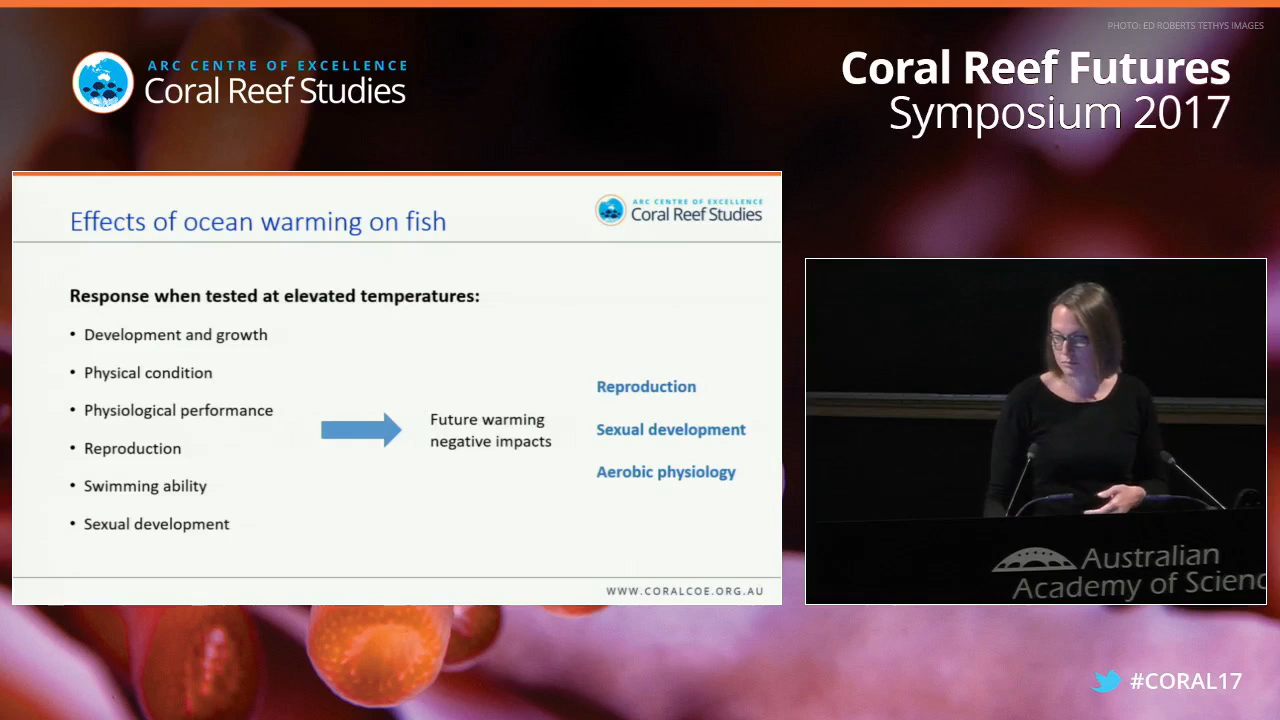 PHOTO: ED ROBERTS TETHYS IMAGES
ARC CENTRE OF EXCELLENCE
Coral Reef Studies
Coral Reef Futures
Symposium 2017
Effects of ocean warming on fish
ARC CENTRE OF EXCELLENCE
Coral Reef Studies
Response when tested at elevated temperatures:
• Development and growth
• Physical condition
• Physiological performance
• Reproduction
• Swimming ability
• Sexual development
Future warming
negative impacts
Reproduction
Sexual development
Aerobic physiology
WWW.CORALCOE.ORG.AU
Australian
Academy of Scienc
#CORAL17